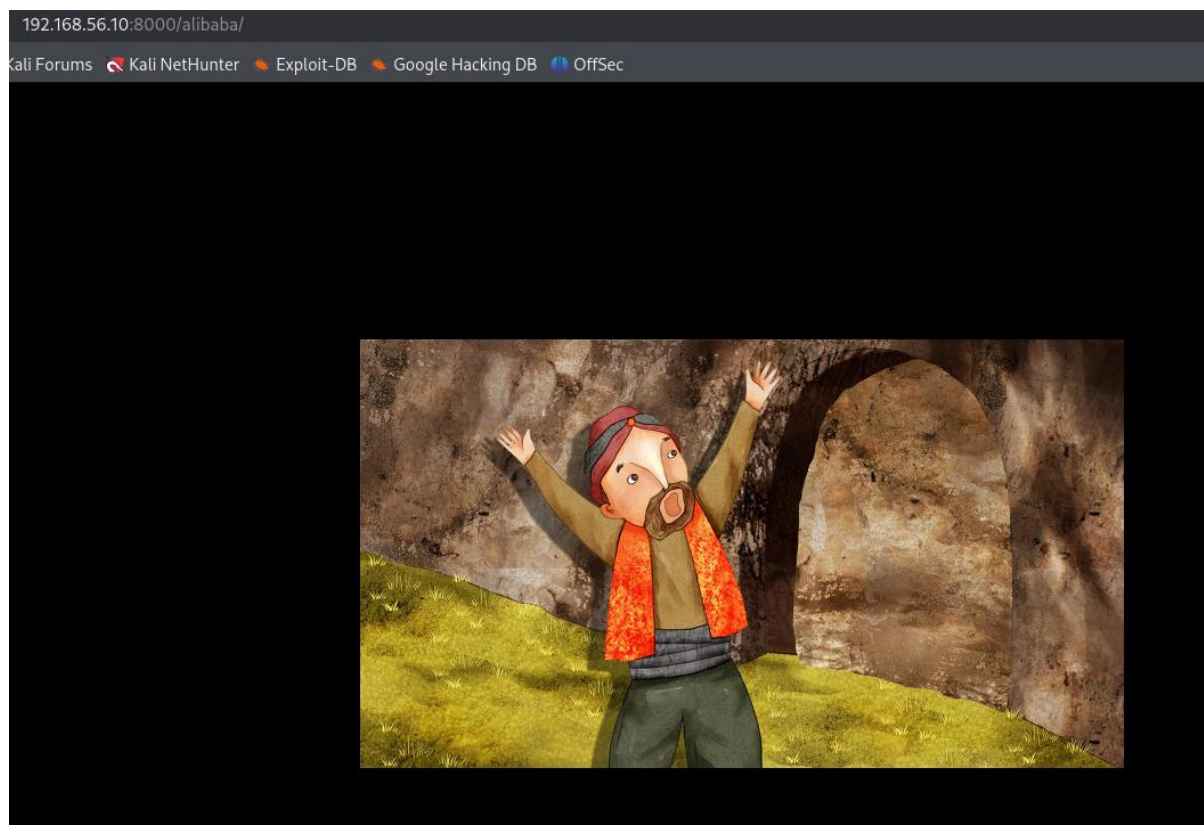 192.168.56.10:8000/alibaba/
Kali Forums Kali NetHunter Exploit-DB Google Hacking DB OffSec